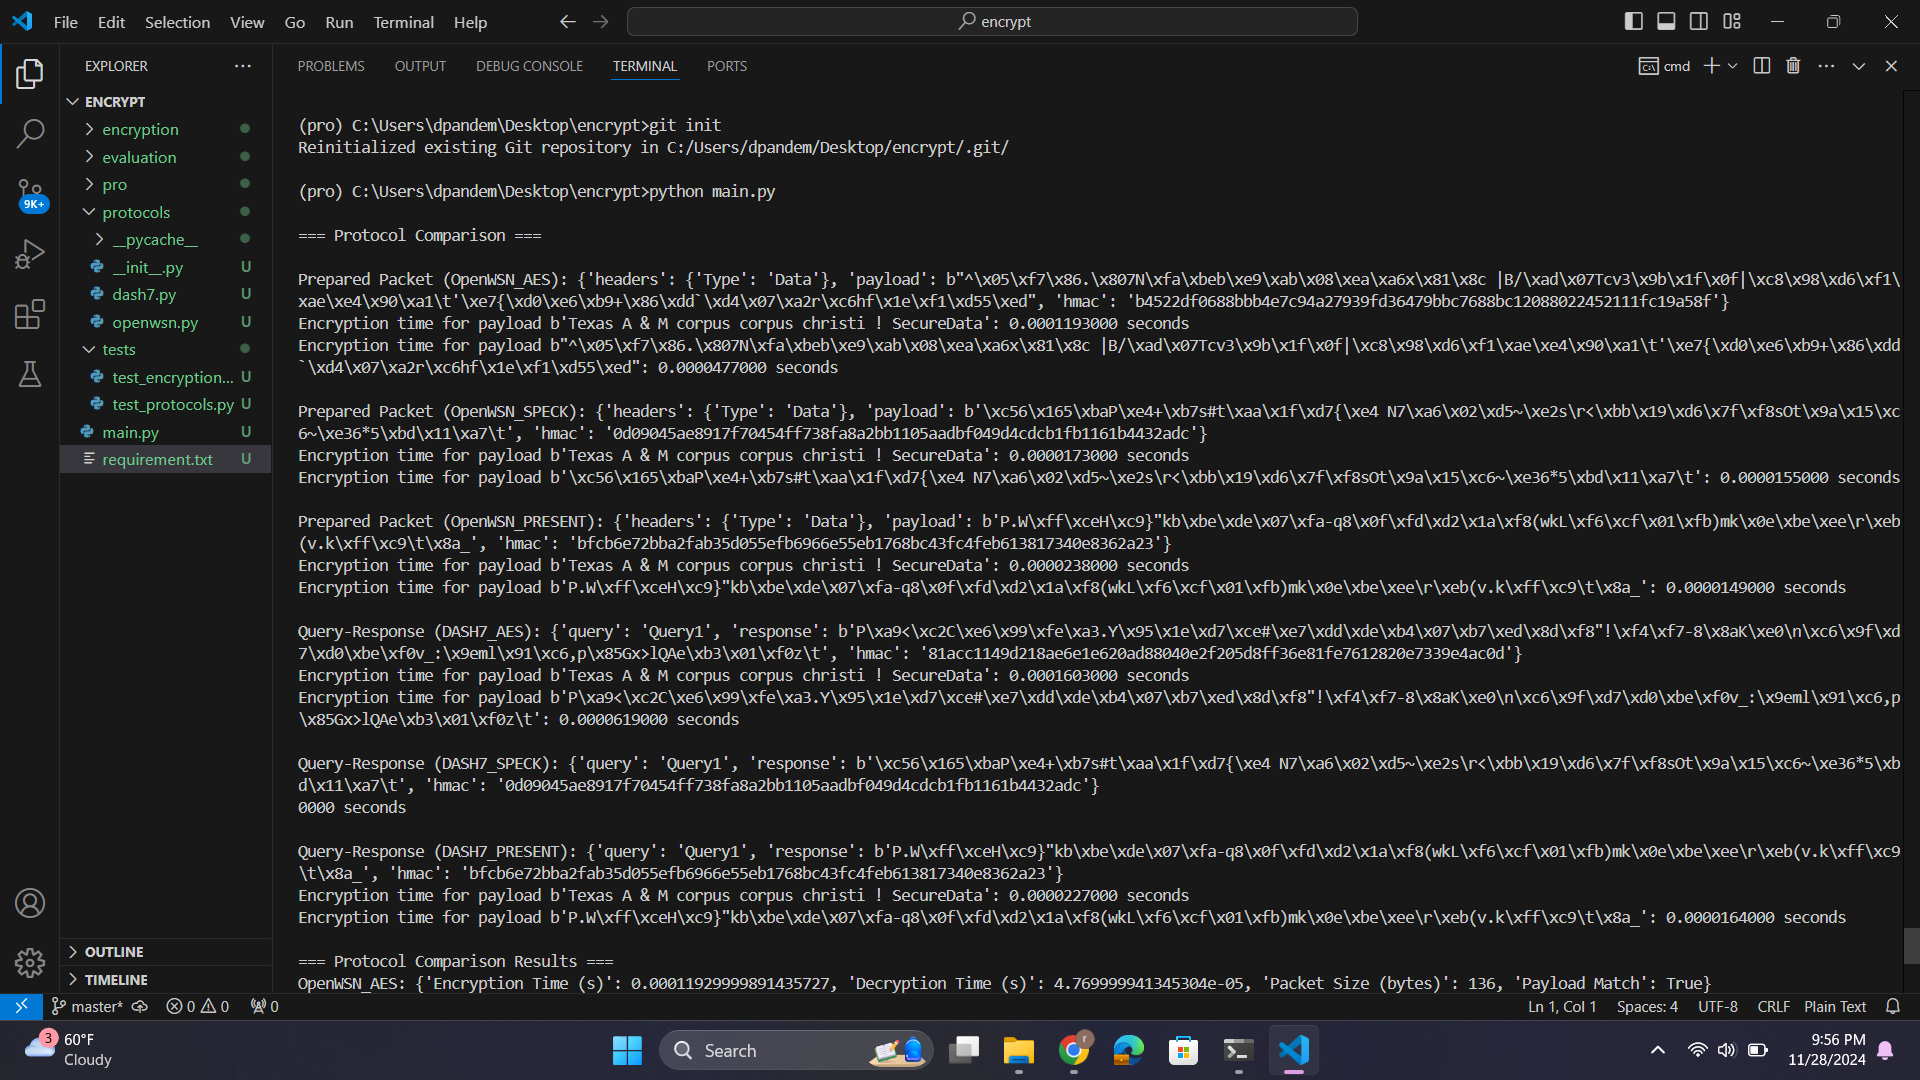 File Edit Selection View Go Run Terminal Help
encrypt
EXPLORER
PROBLEMS OUTPUT DEBUG CONSOLE TERMINAL PORTS
cmd
ENCRYPT
encryption
evaluation
pro
protocols
__pycache__
__init__.py U
dash7.py U
openwsn.py U
tests
test_encryption... U
test_protocols.py U
main.py U
requirement.txt U
9K+
OUTLINE
TIMELINE
(pro) C:\Users\dpandem\Desktop\encrypt>git init
Reinitialized existing Git repository in C:/Users/dpandem/Desktop/encrypt/.git/
(pro) C:\Users\dpandem\Desktop\encrypt>python main.py
=== Protocol Comparison ===
Prepared Packet (OpenWSN_AES): {'headers': {'Type': 'Data'}, 'payload': b"^\x05\xf7\x86.\x807N\xfa\xbeb\xe9\xab\x08\xea\xa6x\x81\x8c |B/\xad\x07Tcv3\x9b\x1f\x0f|\xc8\x98\xd6\xf1\
xae\xe4\x90\xa1\t'\xe7{\xd0\xe6\xb9+\x86\xdd`\xd4\x07\xa2r\xc6hf\x1e\xf1\xd55\xed", 'hmac': 'b4522df0688bbb4e7c94a27939fd36479bbc7688bc12088022452111fc19a58f'}
Encryption time for payload b'Texas A & M corpus corpus christi ! SecureData': 0.0001193000 seconds
Encryption time for payload b"^\x05\xf7\x86.\x807N\xfa\xbeb\xe9\xab\x08\xea\xa6x\x81\x8c |B/\xad\x07Tcv3\x9b\x1f\x0f|\xc8\x98\xd6\xf1\xae\xe4\x90\xa1\t'\xe7{\xd0\xe6\xb9+\x86\xdd
`\xd4\x07\xa2r\xc6hf\x1e\xf1\xd55\xed": 0.0000477000 seconds
Prepared Packet (OpenWSN_SPECK): {'headers': {'Type': 'Data'}, 'payload': b'\xc56\x165\xbaP\xe4+\xb7s#t\xaa\x1f\xd7{\xe4 N7\xa6\x02\xd5~\xe2s\r<\xbb\x19\xd6\x7f\xf8sOt\x9a\x15\xc
6~\xe36*5\xbd\x11\xa7\t', 'hmac': '0d09045ae8917f70454ff738fa8a2bb1105aadbf049d4cdcb1fb1161b4432adc'}
Encryption time for payload b'Texas A & M corpus corpus christi ! SecureData': 0.0000173000 seconds
Encryption time for payload b'\xc56\x165\xbaP\xe4+\xb7s#t\xaa\x1f\xd7{\xe4 N7\xa6\x02\xd5~\xe2s\r<\xbb\x19\xd6\x7f\xf8sOt\x9a\x15\xc6~\xe36*5\xbd\x11\xa7\t': 0.0000155000 seconds
Prepared Packet (OpenWSN_PRESENT): {'headers': {'Type': 'Data'}, 'payload': b'P.W\xff\xceH\xc9}"kb\xbe\xde\x07\xfa-q8\x0f\xfd\xd2\x1a\xf8(wkL\xf6\xcf\x01\xfb)mk\x0e\xbe\xee\r\xeb
(v.k\xff\xc9\t\x8a_', 'hmac': 'bfcb6e72bba2fab35d055efb6966e55eb1768bc43fc4feb613817340e8362a23'}
Encryption time for payload b'Texas A & M corpus corpus christi ! SecureData': 0.0000238000 seconds
Encryption time for payload b'P.W\xff\xceH\xc9}"kb\xbe\xde\x07\xfa-q8\x0f\xfd\xd2\x1a\xf8(wkL\xf6\xcf\x01\xfb)mk\x0e\xbe\xee\r\xeb(v.k\xff\xc9\t\x8a_': 0.0000149000 seconds
Query-Response (DASH7_AES): {'query': 'Query1', 'response': b'P\xa9<\xc2C\xe6\x99\xfe\xa3.Y\x95\x1e\xd7\xce#\xe7\xdd\xde\xb4\x07\xb7\xed\x8d\xf8"!\xf4\xf7-8\x8aK\xe0\n\xc6\x9f\xd
7\xd0\xbe\xf0v_:\x9eml\x91\xc6,p\x85Gx>lQAe\xb3\x01\xf0z\t', 'hmac': '81acc1149d218ae6e1e620ad88040e2f205d8ff36e81fe7612820e7339e4ac0d'}
Encryption time for payload b'Texas A & M corpus corpus christi ! SecureData': 0.0001603000 seconds
Encryption time for payload b'P\xa9<\xc2C\xe6\x99\xfe\xa3.Y\x95\x1e\xd7\xce#\xe7\xdd\xde\xb4\x07\xb7\xed\x8d\xf8"!\xf4\xf7-8\x8aK\xe0\n\xc6\x9f\xd7\xd0\xbe\xf0v_:\x9eml\x91\xc6,p
\x85Gx>lQAe\xb3\x01\xf0z\t': 0.0000619000 seconds
Query-Response (DASH7_SPECK): {'query': 'Query1', 'response': b'\xc56\x165\xbaP\xe4+\xb7s#t\xaa\x1f\xd7{\xe4 N7\xa6\x02\xd5~\xe2s\r<\xbb\x19\xd6\x7f\xf8sOt\x9a\x15\xc6~\xe36*5\xb
d\x11\xa7\t', 'hmac': '0d09045ae8917f70454ff738fa8a2bb1105aadbf049d4cdcb1fb1161b4432adc'}
0000 seconds
Query-Response (DASH7_PRESENT): {'query': 'Query1', 'response': b'P.W\xff\xceH\xc9}"kb\xbe\xde\x07\xfa-q8\x0f\xfd\xd2\x1a\xf8(wkL\xf6\xcf\x01\xfb)mk\x0e\xbe\xee\r\xeb(v.k\xff\xc9
\t\x8a_', 'hmac': 'bfcb6e72bba2fab35d055efb6966e55eb1768bc43fc4feb613817340e8362a23'}
Encryption time for payload b'Texas A & M corpus corpus christi ! SecureData': 0.0000227000 seconds
Encryption time for payload b'P.W\xff\xceH\xc9}"kb\xbe\xde\x07\xfa-q8\x0f\xfd\xd2\x1a\xf8(wkL\xf6\xcf\x01\xfb)mk\x0e\xbe\xee\r\xeb(v.k\xff\xc9\t\x8a_': 0.0000164000 seconds
=== Protocol Comparison Results ===
OpenWSN_AES: {'Encryption Time (s)': 0.00011929999891435727, 'Decryption Time (s)': 4.769999941345304e-05, 'Packet Size (bytes)': 136, 'Payload Match': True}
master* 0 0 0
Ln 1, Col 1 Spaces: 4 UTF-8 CRLF Plain Text
3 60°F
Cloudy
Search
r
9:56 PM
11/28/2024